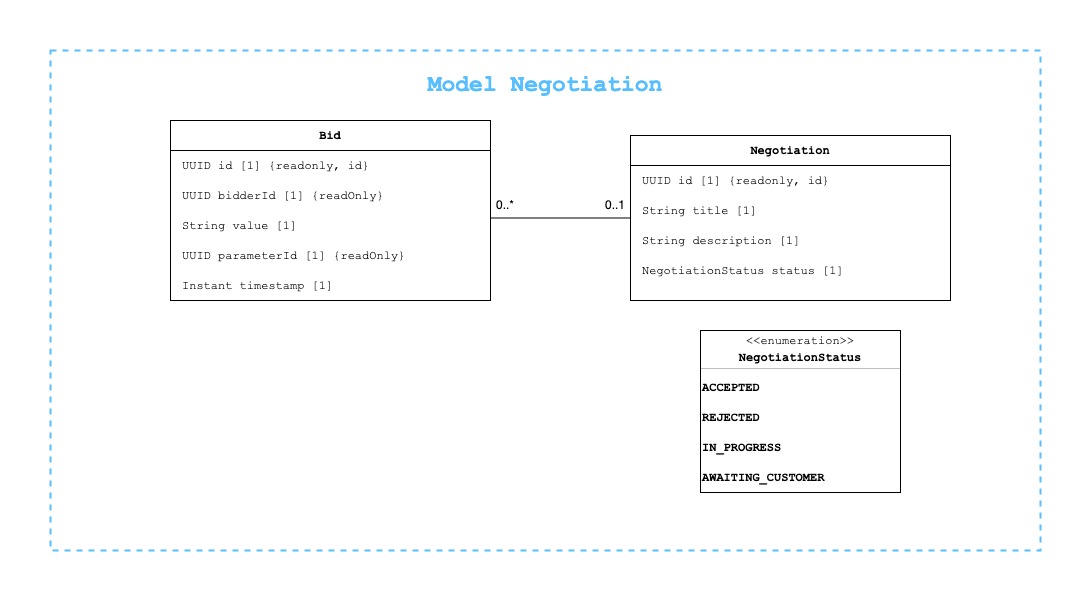 Model Negotiation
Bid
UUID id [1] {readonly, id}
UUID bidderId [1] {readOnly}
String value [1]
UUID parameterId [1] {readOnly}
Instant timestamp [1]
0..*
0..1
Negotiation
UUID id [1] {readonly, id}
String title [1]
String description [1]
NegotiationStatus status [1]
<<enumeration>>
NegotiationStatus
ACCEPTED
REJECTED
IN_PROGRESS
AWAITING_CUSTOMER